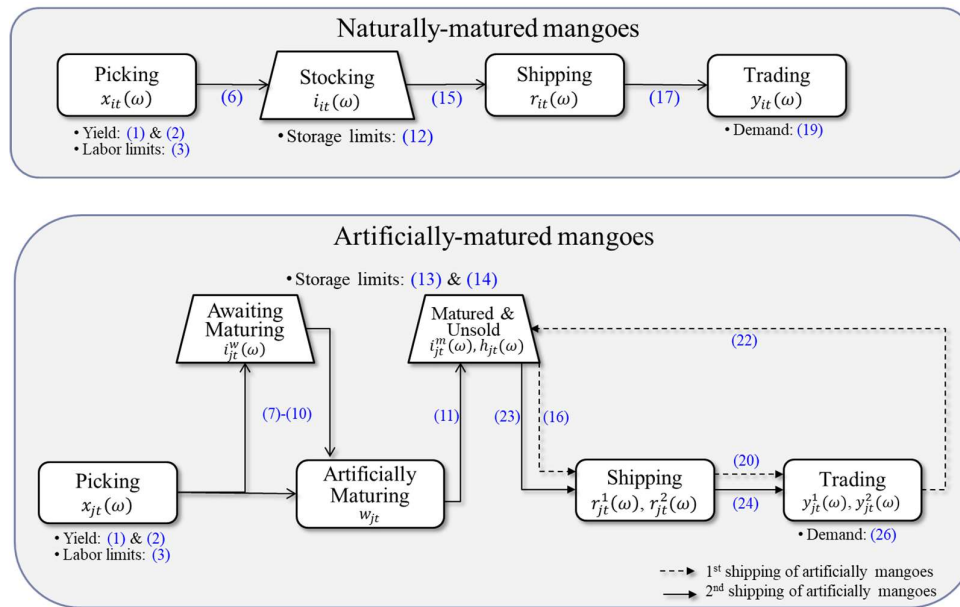 Naturally-matured mangoes
Picking
x_it(ω)
(6)
Stocking
i_it(ω)
(15)
Shipping
r_it(ω)
(17)
Trading
y_it(ω)
• Yield: (1) & (2)
• Labor limits: (3)
• Storage limits: (12)
• Demand: (19)
Artificially-matured mangoes
• Storage limits: (13) & (14)
Awaiting
Maturing
i^w_jt(ω)
Matured &
Unsold
i^m_jt(ω), h_jt(ω)
(22)
(7)-(10)
(11)
(23)
(16)
Picking
x_jt(ω)
Artificially
Maturing
w_jt
Shipping
r^1_jt(ω), r^2_jt(ω)
(20)
(24)
Trading
y^1_jt(ω), y^2_jt(ω)
• Yield: (1) & (2)
• Labor limits: (3)
• Demand: (26)
1st shipping of artificially mangoes
2nd shipping of artificially mangoes